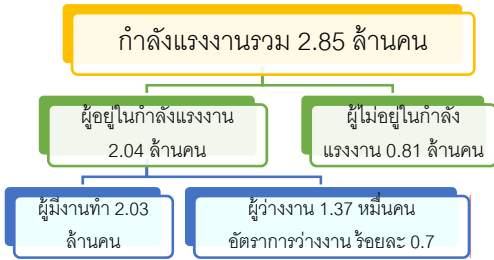 กำลังแรงงานรวม 2.85 ล้านคน
ผู้อยู่ในกำลังแรงงาน
2.04 ล้านคน
ผู้ไม่อยู่ในกำลัง
แรงงาน 0.81 ล้านคน
ผู้มีงานทำ 2.03
ล้านคน
ผู้ว่างงาน 1.37 หมื่นคน
อัตราการว่างงาน ร้อยละ 0.7